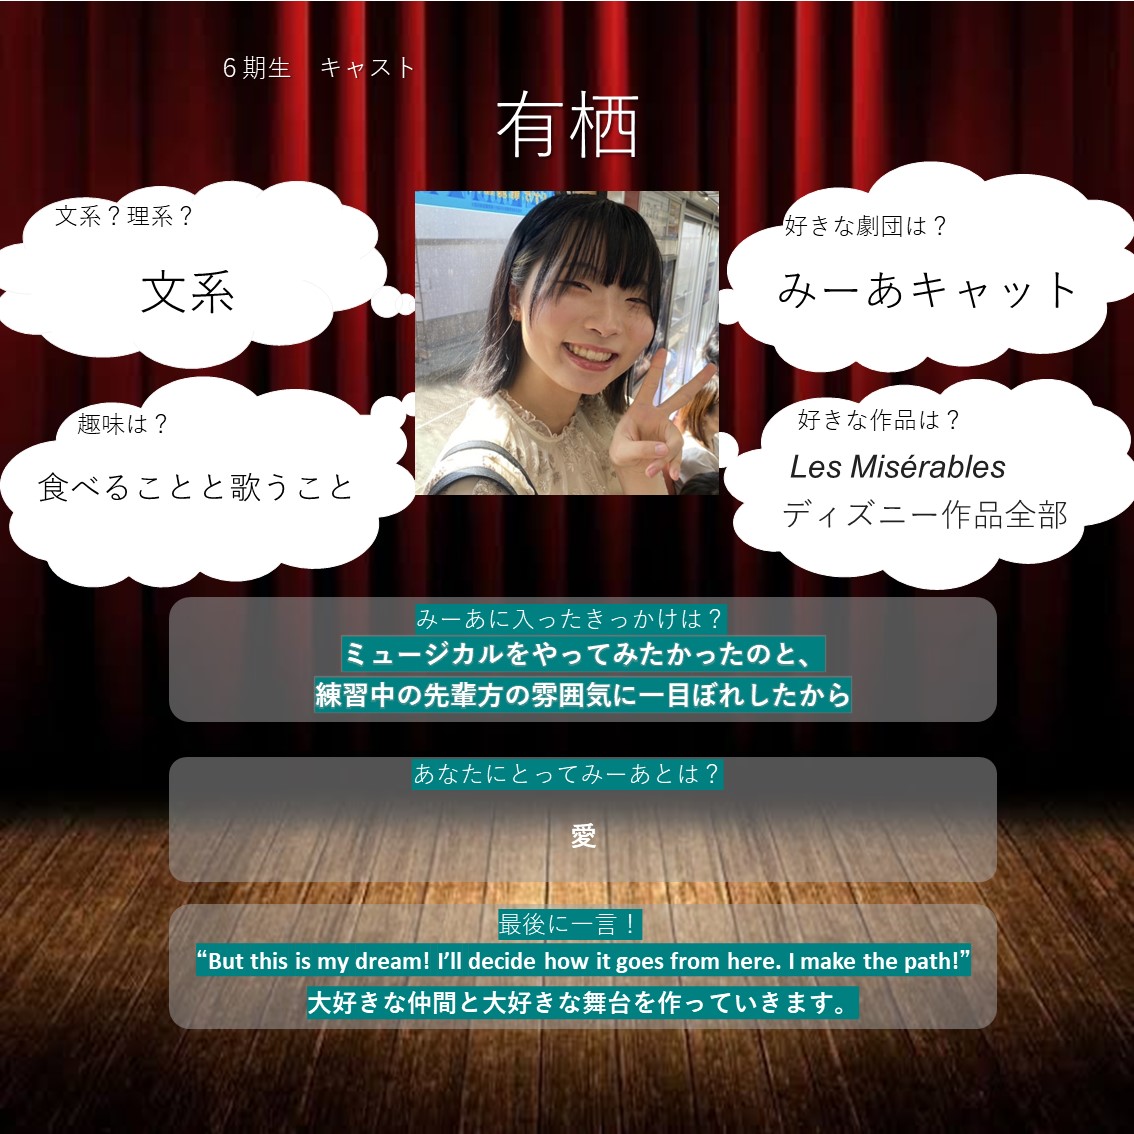 ６期生　キャスト
有栖
文系？理系？
文系
好きな劇団は？
みーあキャット
趣味は？
食べることと歌うこと
好きな作品は？
Les Misérables
ディズニー作品全部
みーあに入ったきっかけは？
ミュージカルをやってみたかったのと、
練習中の先輩方の雰囲気に一目ぼれしたから
あなたにとってみーあとは？
愛
最後に一言！
“But this is my dream! I’ll decide how it goes from here. I make the path!”
大好きな仲間と大好きな舞台を作っていきます。